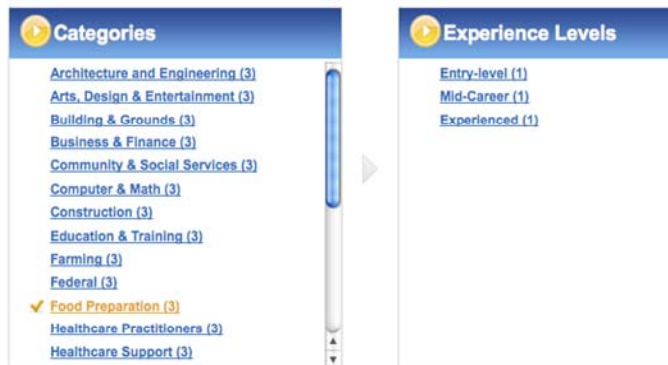 Categories
Architecture and Engineering (3)
Arts, Design & Entertainment (3)
Building & Grounds (3)
Business & Finance (3)
Community & Social Services (3)
Computer & Math (3)
Construction (3)
Education & Training (3)
Farming (3)
Federal (3)
Food Preparation (3)
Healthcare Practitioners (3)
Healthcare Support (3)
Experience Levels
Entry-level (1)
Mid-Career (1)
Experienced (1)